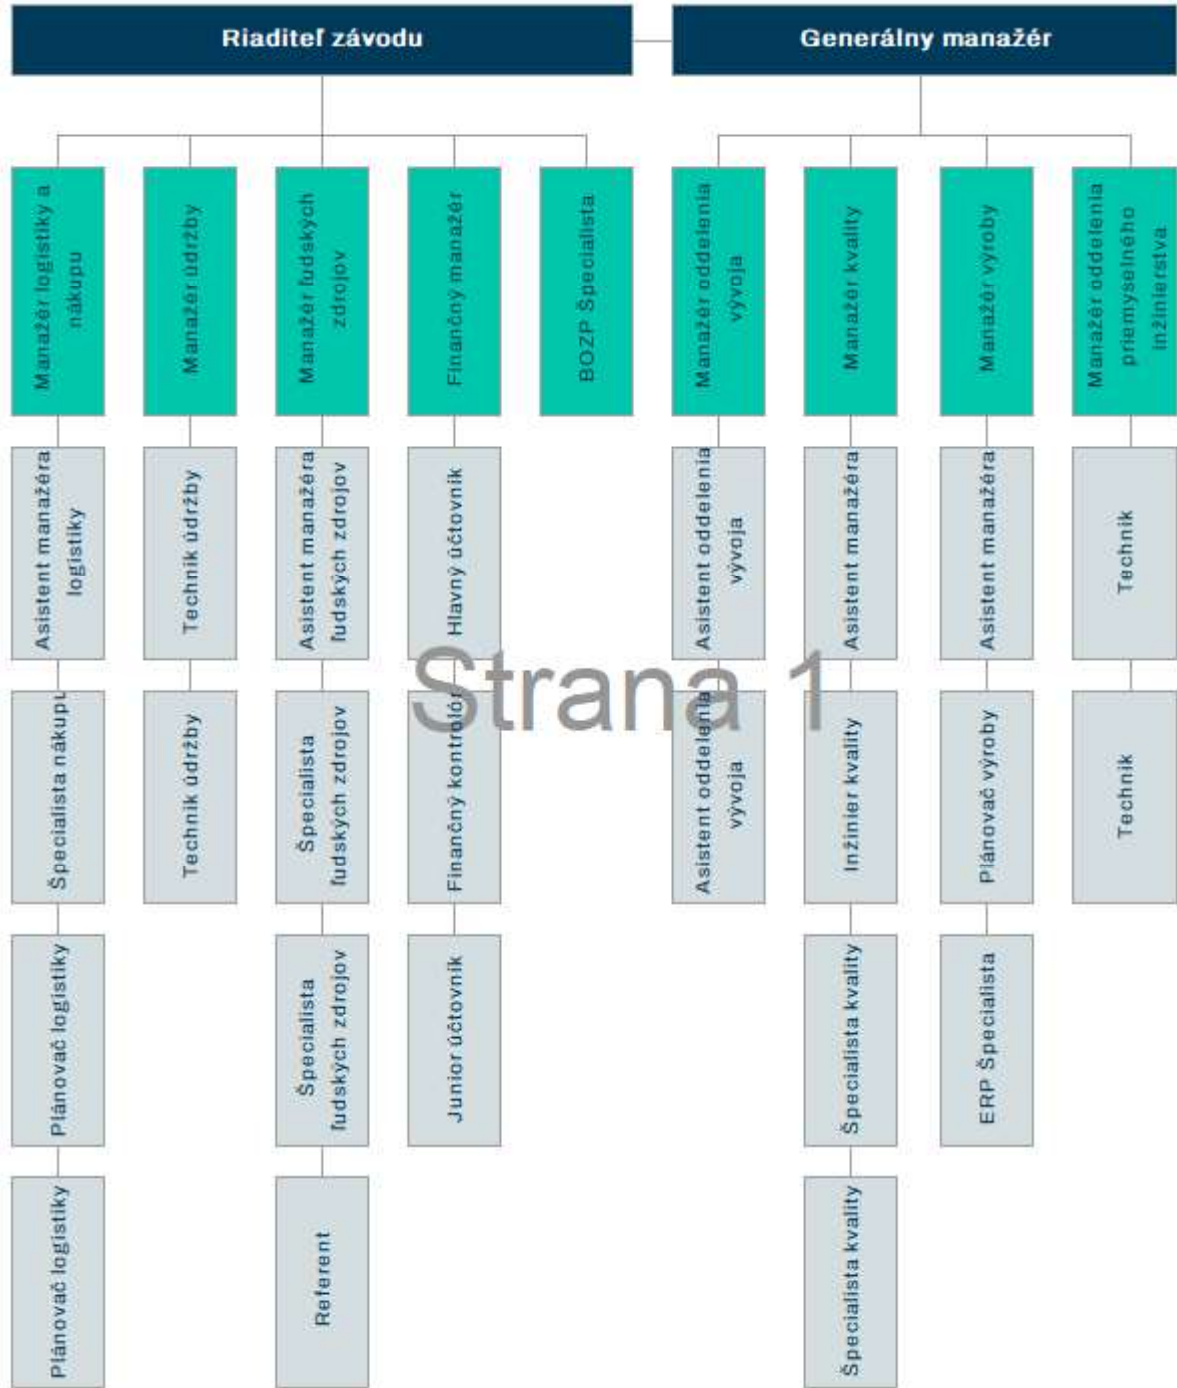 Riaditeľ závodu
Generálny manažér
Manažér logistiky a
nákupu
Manažér údržby
Manažér ľudských
zdrojov
Finančný manažér
BOZP Špecialista
Manažér oddelenia
vývoja
Manažér kvality
Manažér výroby
Manažér oddelenia
priemyselného
inžinierstva
Asistent manažéra
logistiky
Technik údržby
Asistent manažéra
ľudských zdrojov
Hlavný účtovník
Asistent oddelenia
vývoja
Asistent manažéra
Asistent manažéra
Technik
Strana 1
Špecialista nákupu
Technik údržby
Špecialista
ľudských zdrojov
Finančný kontrolór
Asistent oddelenia
vývoja
Inžinier kvality
Plánovač výroby
Technik
Plánovač logistiky
Špecialista
ľudských zdrojov
Junior účtovník
Špecialista kvality
ERP Špecialista
Plánovač logistiky
Referent
Špecialista kvality